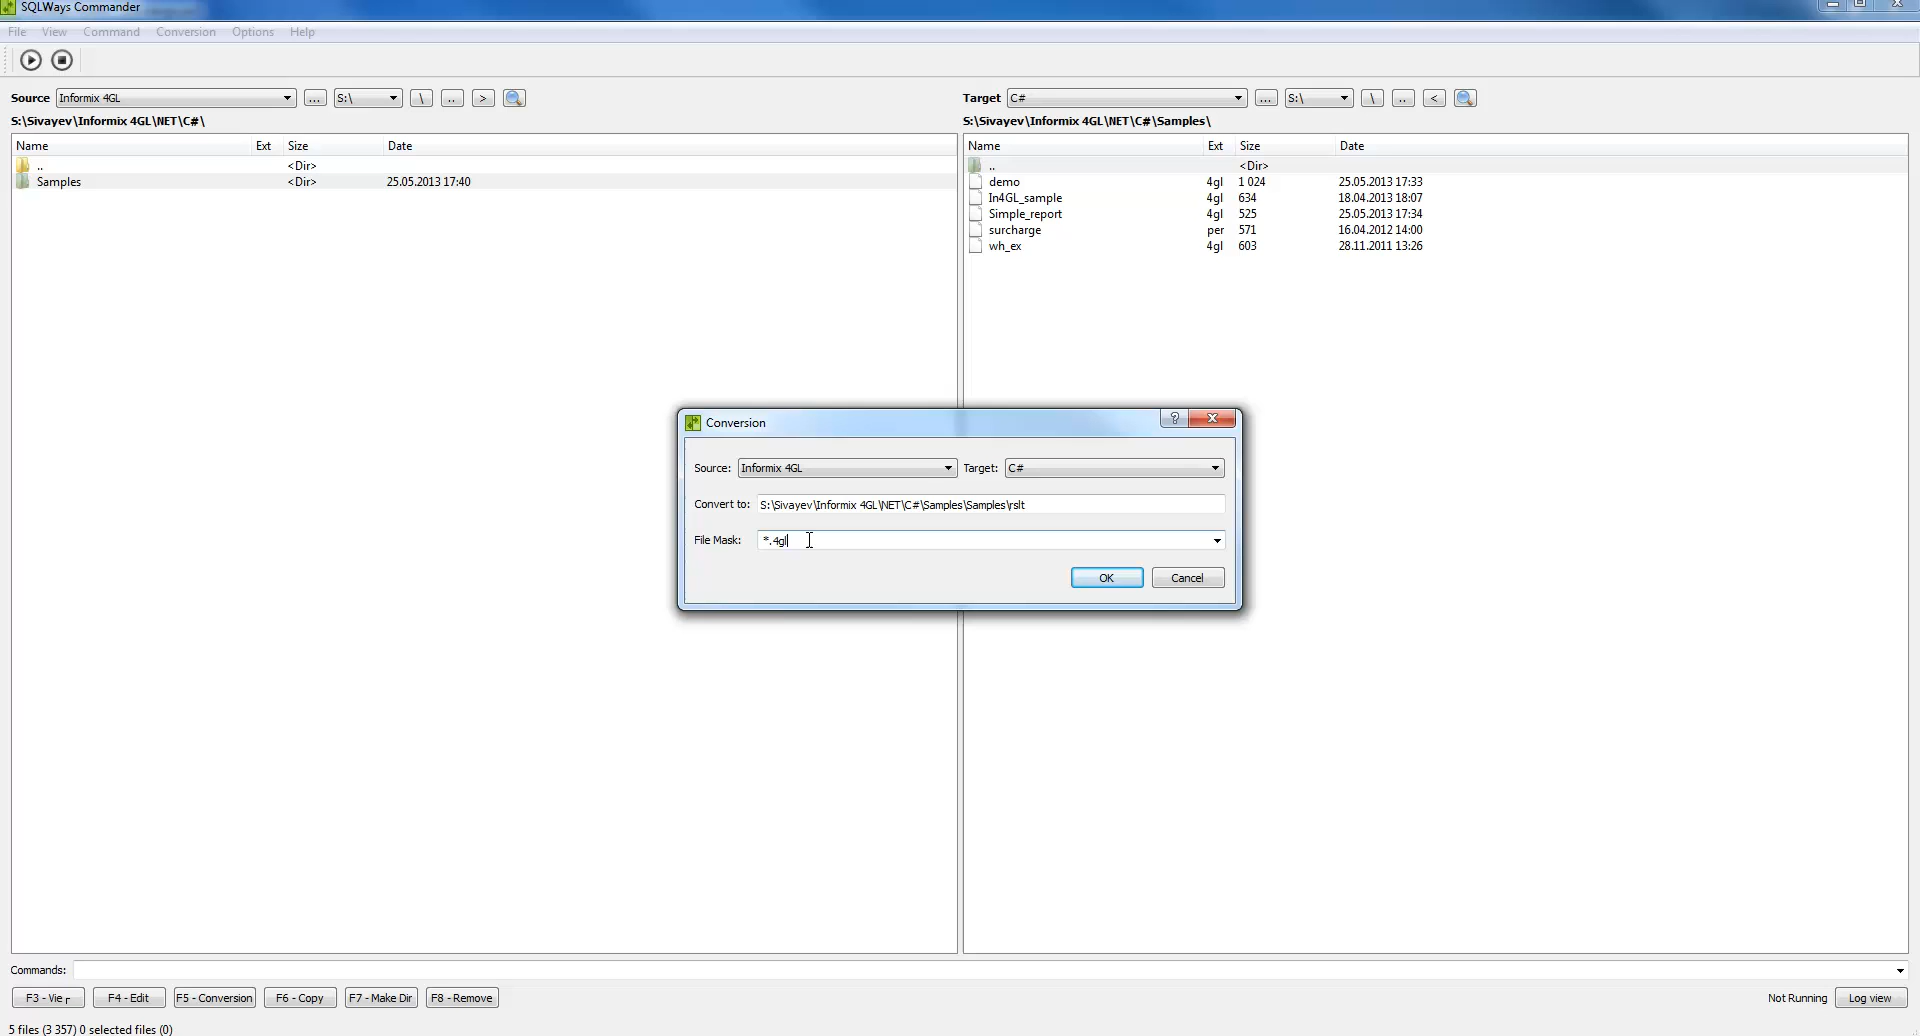 SQLWays Commander
File View Command Conversion Options Help
Source Informix 4GL ... S:\ \ .. >
Target C# ... S:\ \ .. <
S:\Sivayev\Informix 4GL\NET\C#\
S:\Sivayev\Informix 4GL\NET\C#\Samples\
Name Ext Size Date
.. <Dir>
Samples <Dir> 25.05.2013 17:40
Name Ext Size Date
.. <Dir>
demo 4gl 1 024 25.05.2013 17:33
In4GL_sample 4gl 634 18.04.2013 18:07
Simple_report 4gl 525 25.05.2013 17:34
surcharge per 571 16.04.2012 14:00
wh_ex 4gl 603 28.11.2011 13:26
Conversion ?
Source: Informix 4GL Target: C#
Convert to: S:\Sivayev\Informix 4GL\NET\C#\Samples\Samples\rslt
File Mask: *.4gl
OK Cancel
Commands:
F3 - Vie F4 - Edit F5 - Conversion F6 - Copy F7 - Make Dir F8 - Remove Not Running Log view
5 files (3 357) 0 selected files (0)